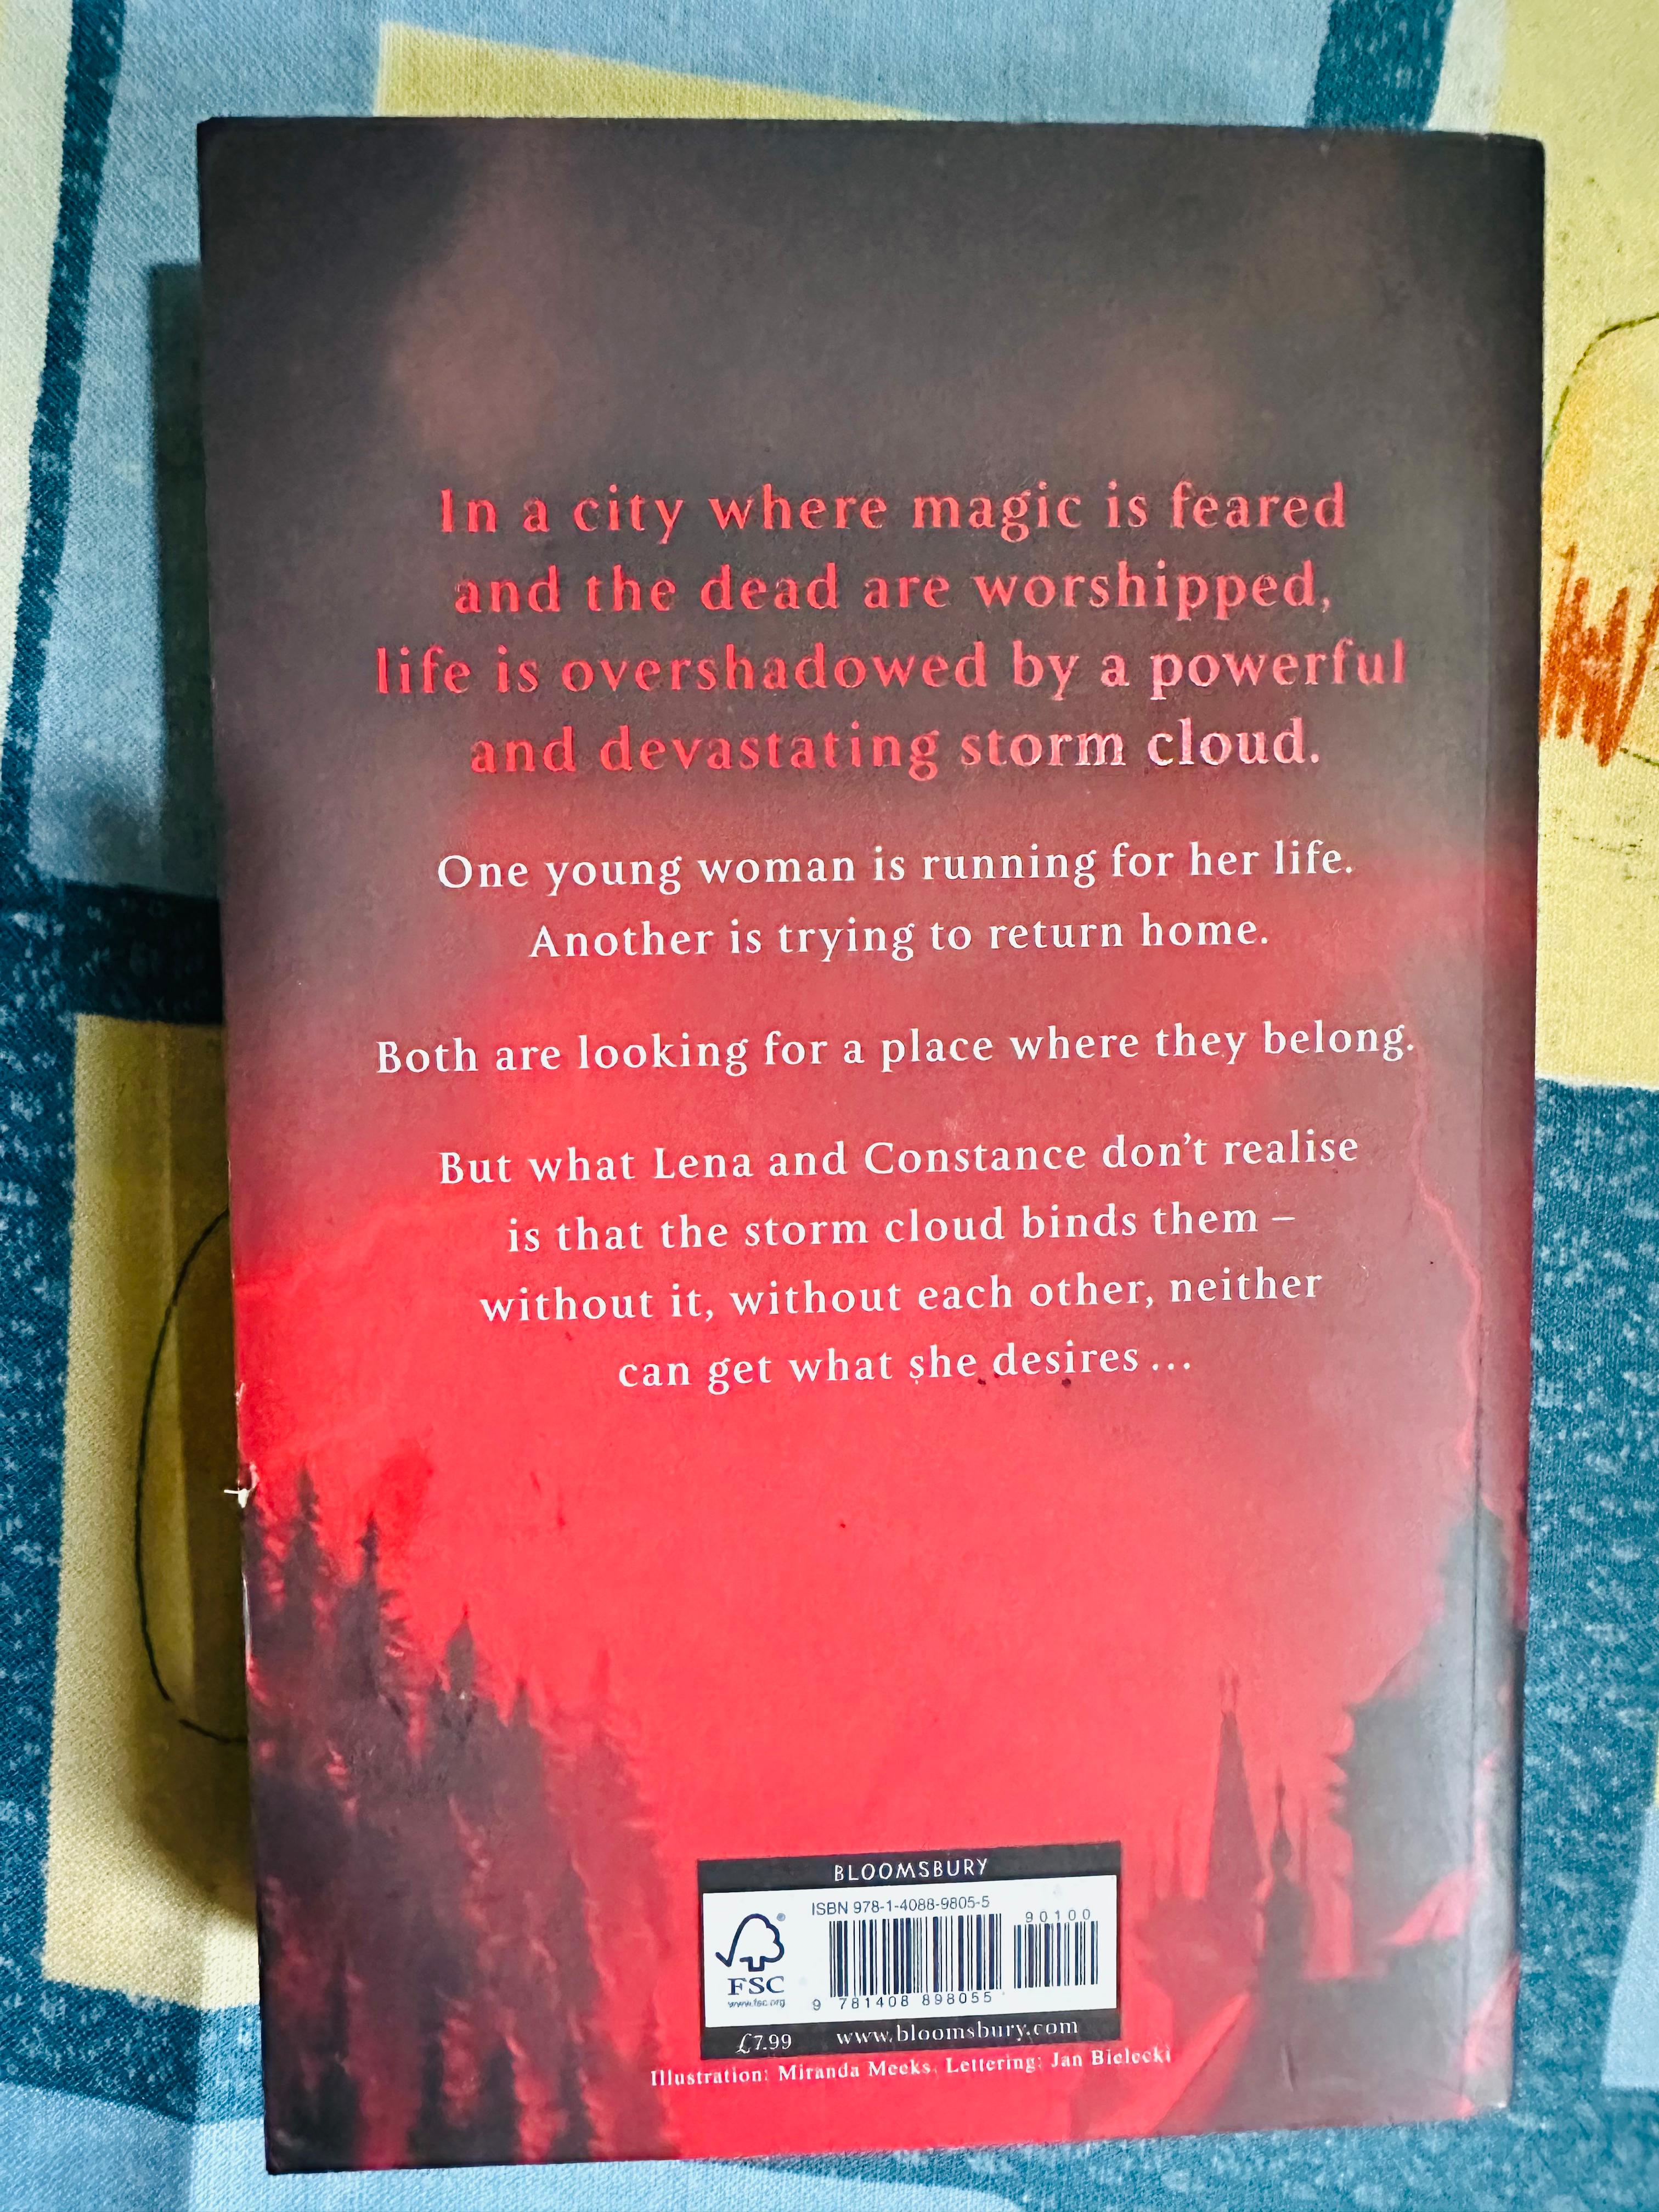 In a city where magic is feared
and the dead are worshipped,
life is overshadowed by a powerful
and devastating storm cloud.
One young woman is running for her life.
Another is trying to return home.
Both are looking for a place where they belong.
But what Lena and Constance don't realise
is that the storm cloud binds them –
without it, without each other, neither
can get what she desires ...
BLOOMSBURY
ISBN 978-1-4088-9805-5
90100
FSC
www.fsc.org
9 781408 898055
£7.99 www.bloomsbury.com
Illustration: Miranda Meeks. Lettering: Jan Bielecki